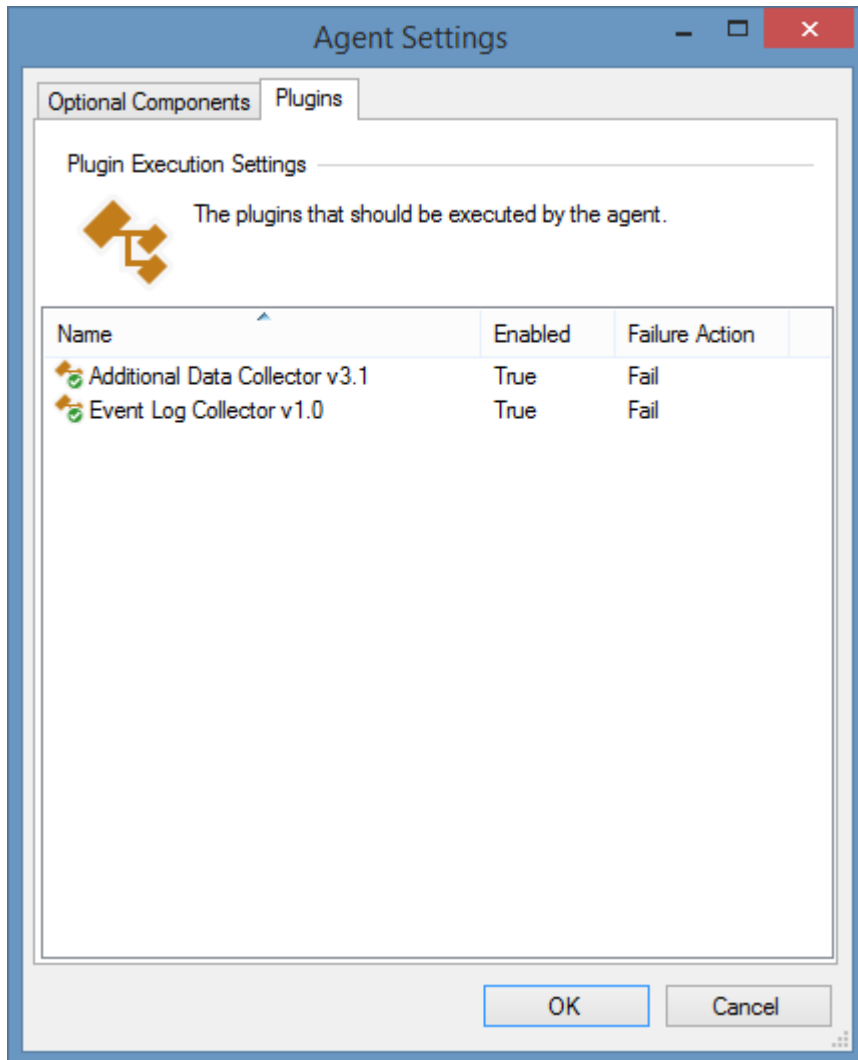 Agent Settings
Optional Components Plugins
Plugin Execution Settings
The plugins that should be executed by the agent.
Name Enabled Failure Action
Additional Data Collector v3.1 True Fail
Event Log Collector v1.0 True Fail
OK Cancel